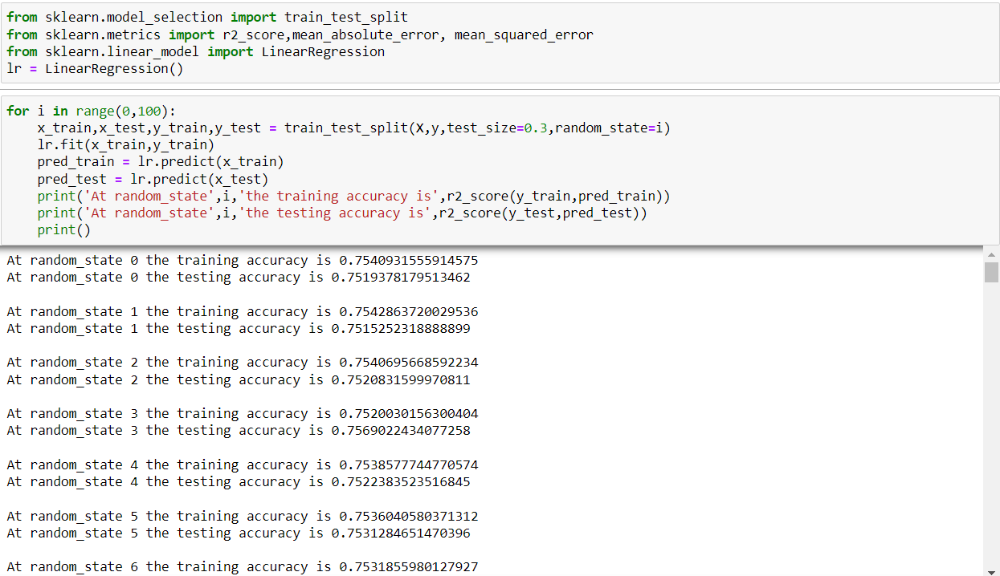 from sklearn.model_selection import train_test_split
from sklearn.metrics import r2_score,mean_absolute_error, mean_squared_error
from sklearn.linear_model import LinearRegression
lr = LinearRegression()
for i in range(0,100):
    x_train,x_test,y_train,y_test = train_test_split(X,y,test_size=0.3,random_state=i)
    lr.fit(x_train,y_train)
    pred_train = lr.predict(x_train)
    pred_test = lr.predict(x_test)
    print('At random_state',i,'the training accuracy is',r2_score(y_train,pred_train))
    print('At random_state',i,'the testing accuracy is',r2_score(y_test,pred_test))
    print()
At random_state 0 the training accuracy is 0.7540931555914575
At random_state 0 the testing accuracy is 0.7519378179513462
At random_state 1 the training accuracy is 0.7542863720029536
At random_state 1 the testing accuracy is 0.7515252318888899
At random_state 2 the training accuracy is 0.7540695668592234
At random_state 2 the testing accuracy is 0.7520831599970811
At random_state 3 the training accuracy is 0.7520030156300404
At random_state 3 the testing accuracy is 0.7569022434077258
At random_state 4 the training accuracy is 0.7538577744770574
At random_state 4 the testing accuracy is 0.7522383523516845
At random_state 5 the training accuracy is 0.7536040580371312
At random_state 5 the testing accuracy is 0.7531284651470396
At random_state 6 the training accuracy is 0.7531855980127927